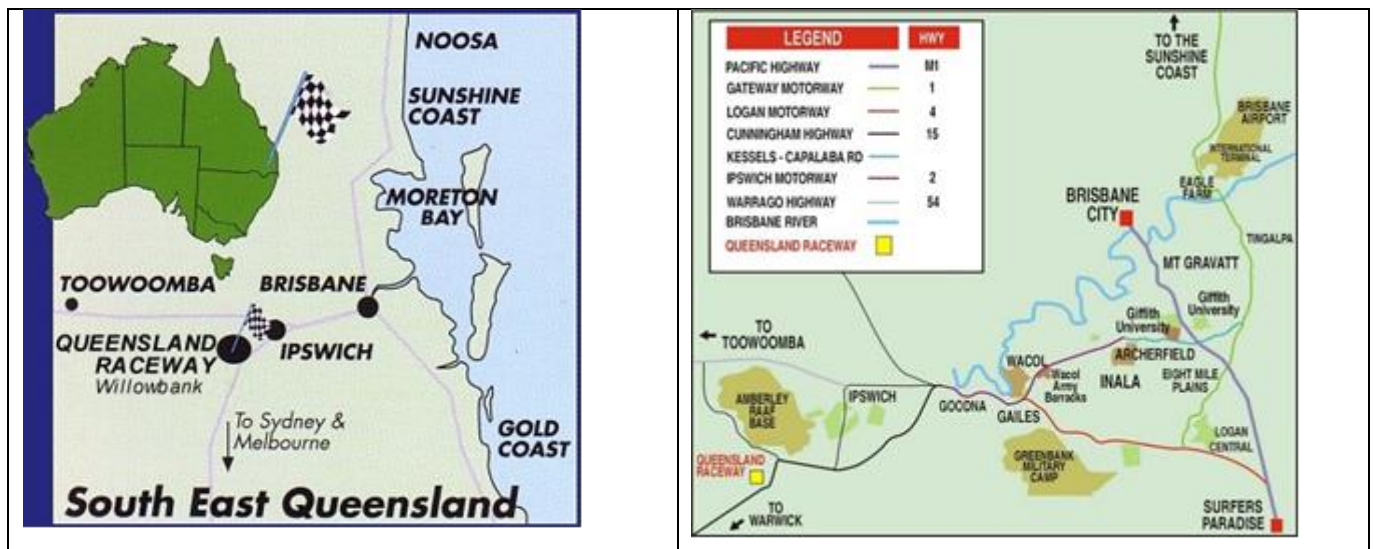 NOOSA
SUNSHINE
COAST
MORETON
BAY
TOOWOOMBA
BRISBANE
QUEENSLAND
RACEWAY
Willowbank
IPSWICH
To Sydney &
Melbourne
GOLD
COAST
South East Queensland
LEGEND HWY
PACIFIC HIGHWAY M1
GATEWAY MOTORWAY 1
LOGAN MOTORWAY 4
CUNNINGHAM HIGHWAY 15
KESSELS - CAPALABA RD
IPSWICH MOTORWAY 2
WARRAGO HIGHWAY 54
BRISBANE RIVER
QUEENSLAND RACEWAY
TO THE
SUNSHINE
COAST
BRISBANE
AIRPORT
INTERNATIONAL
TERMINAL
EAGLE
FARM
BRISBANE
CITY
TINGALPA
MT GRAVATT
Griffith
University
Griffith
University
TO
TOOWOOMBA
WACOL
Wacol
Army
Barracks
ARCHERFIELD
INALA
EIGHT MILE
PLAINS
AMBERLEY
RAAF
BASE
IPSWICH
GOODNA
GAILES
LOGAN
CENTRAL
QUEENSLAND
RACEWAY
GREENBANK
MILITARY
CAMP
TO
WARWICK
SURFERS
PARADISE